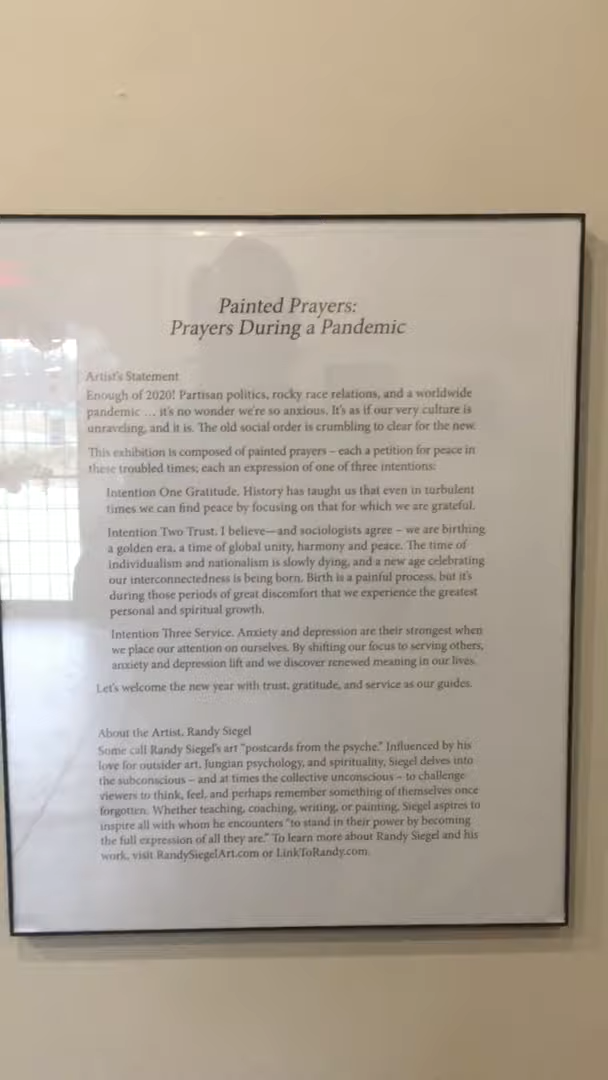 Painted Prayers:
Prayers During a Pandemic
Artist's Statement
Enough of 2020! Partisan politics, rocky race relations, and a worldwide
pandemic ... it's no wonder we're so anxious. It's as if our very culture is
unraveling, and it is. The old social order is crumbling to clear for the new.
This exhibition is composed of painted prayers – each a petition for peace in
these troubled times; each an expression of one of three intentions:
Intention One Gratitude. History has taught us that even in turbulent
times we can find peace by focusing on that for which we are grateful.
Intention Two Trust. I believe—and sociologists agree – we are birthing
a golden era, a time of global unity, harmony and peace. The time of
individualism and nationalism is slowly dying, and a new age celebrating
our interconnectedness is being born. Birth is a painful process, but it's
during those periods of great discomfort that we experience the greatest
personal and spiritual growth.
Intention Three Service. Anxiety and depression are their strongest when
we place our attention on ourselves. By shifting our focus to serving others,
anxiety and depression lift and we discover renewed meaning in our lives.
Let's welcome the new year with trust, gratitude, and service as our guides.
About the Artist, Randy Siegel
Some call Randy Siegel's art "postcards from the psyche." Influenced by his
love for outsider art, Jungian psychology, and spirituality, Siegel delves into
the subconscious – and at times the collective unconscious – to challenge
viewers to think, feel, and perhaps remember something of themselves once
forgotten. Whether teaching, coaching, writing, or painting, Siegel aspires to
inspire all with whom he encounters "to stand in their power by becoming
the full expression of all they are." To learn more about Randy Siegel and his
work, visit RandySiegelArt.com or LinkToRandy.com.